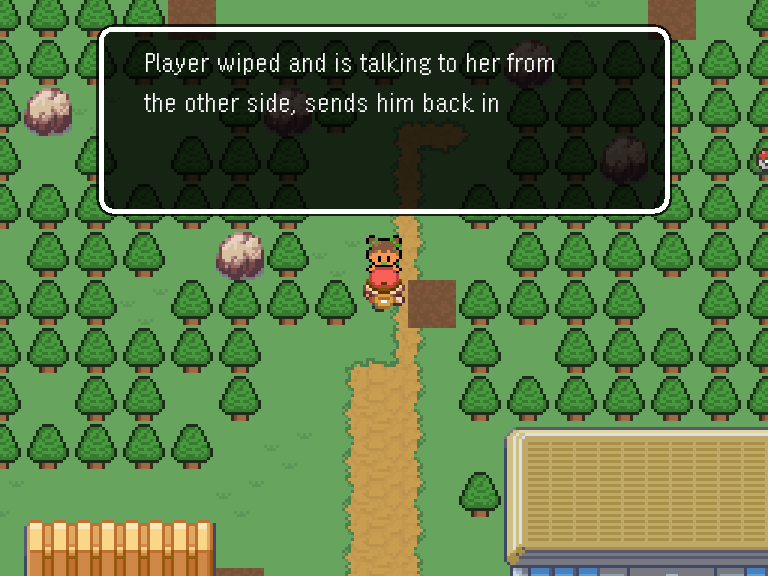 Player wiped and is talking to her from
the other side, sends him back in